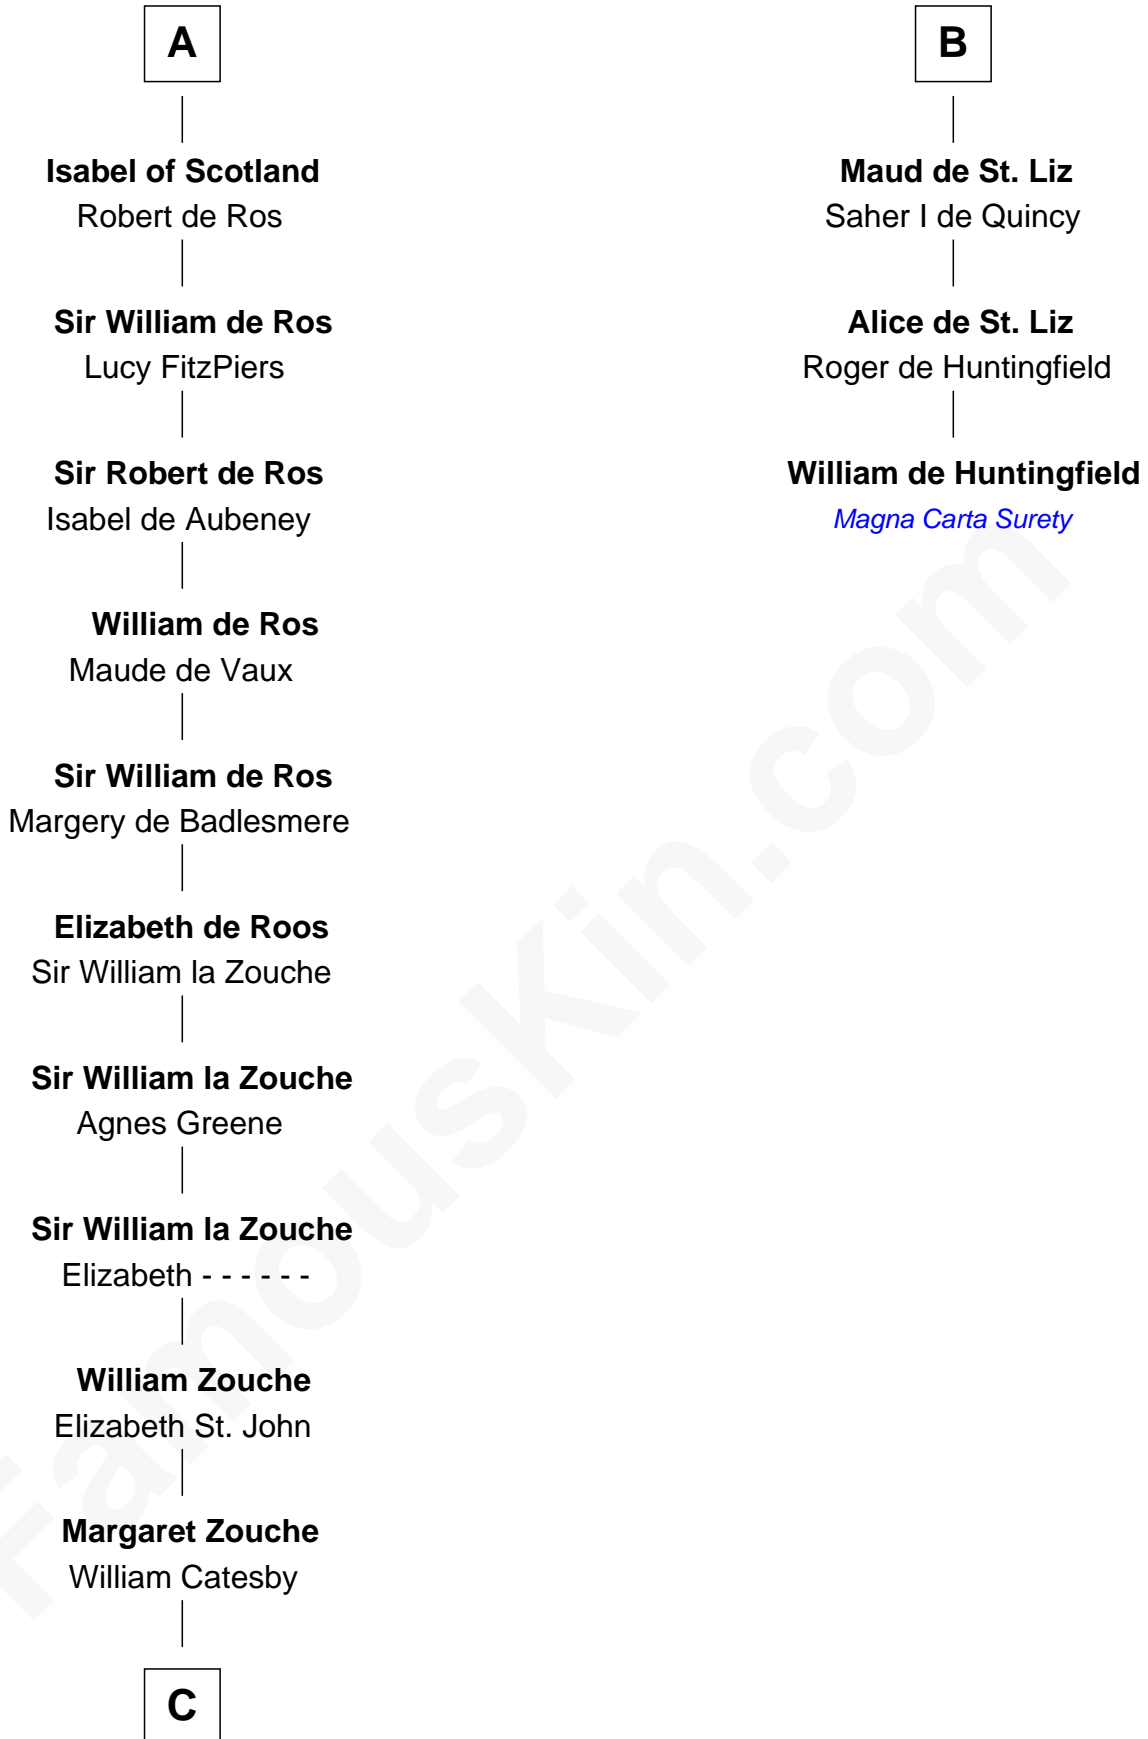 A
Isabel of Scotland
Robert de Ros
Sir William de Ros
Lucy FitzPiers
Sir Robert de Ros
Isabel de Aubeney
William de Ros
Maude de Vaux
Sir William de Ros
Margery de Badlesmere
Elizabeth de Roos
Sir William la Zouche
Sir William la Zouche
Agnes Greene
Sir William la Zouche
Elizabeth - - - - - -
William Zouche
Elizabeth St. John
Margaret Zouche
William Catesby
C
B
Maud de St. Liz
Saher I de Quincy
Alice de St. Liz
Roger de Huntingfield
William de Huntingfield
Magna Carta Surety
FamousKin.com